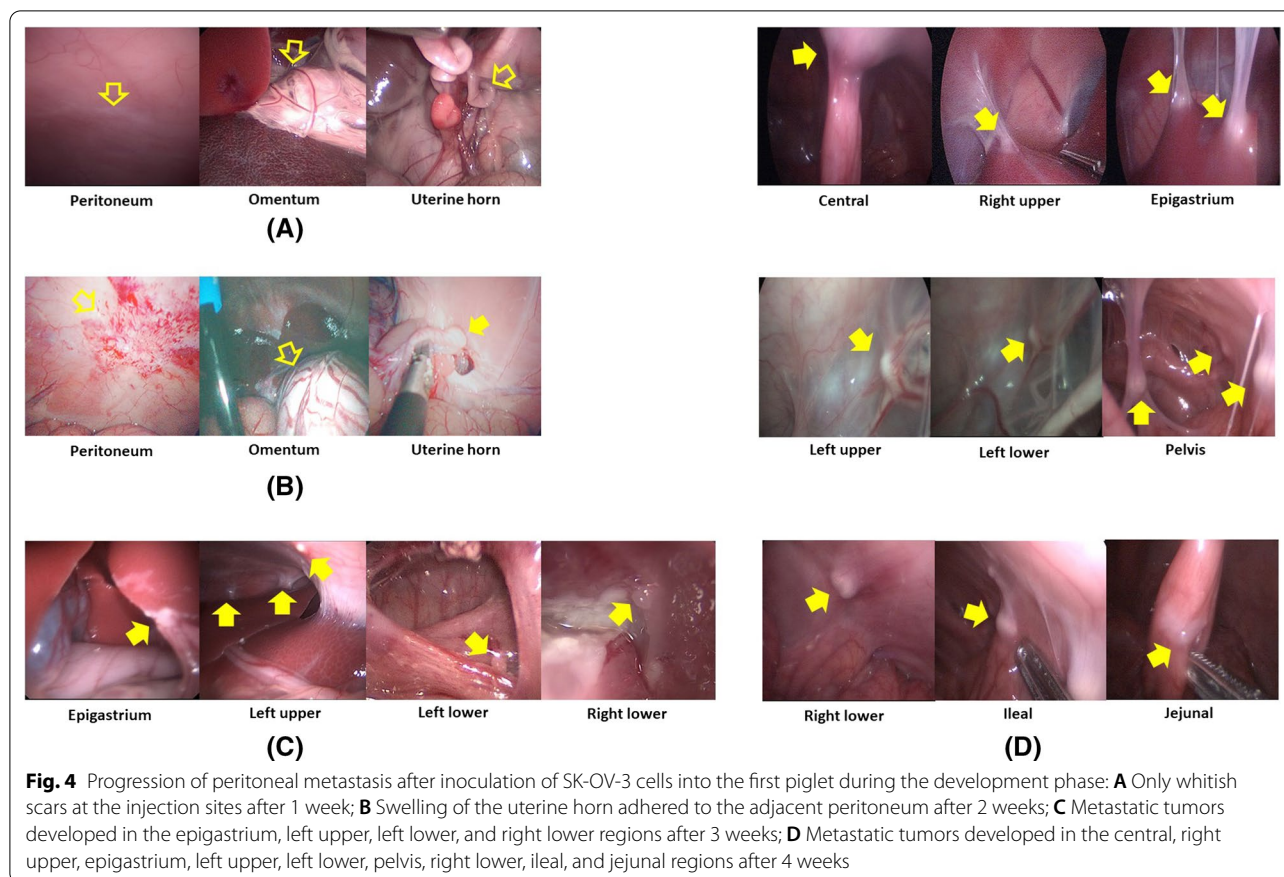 Peritoneum Omentum Uterine horn
(A)
Peritoneum Omentum Uterine horn
(B)
Epigastrium Left upper Left lower Right lower
(C)
Central Right upper Epigastrium
Left upper Left lower Pelvis
Right lower Ileal Jejunal
(D)
Fig. 4 Progression of peritoneal metastasis after inoculation of SK-OV-3 cells into the first piglet during the development phase: A Only whitish
scars at the injection sites after 1 week; B Swelling of the uterine horn adhered to the adjacent peritoneum after 2 weeks; C Metastatic tumors
developed in the epigastrium, left upper, left lower, and right lower regions after 3 weeks; D Metastatic tumors developed in the central, right
upper, epigastrium, left upper, left lower, pelvis, right lower, ileal, and jejunal regions after 4 weeks